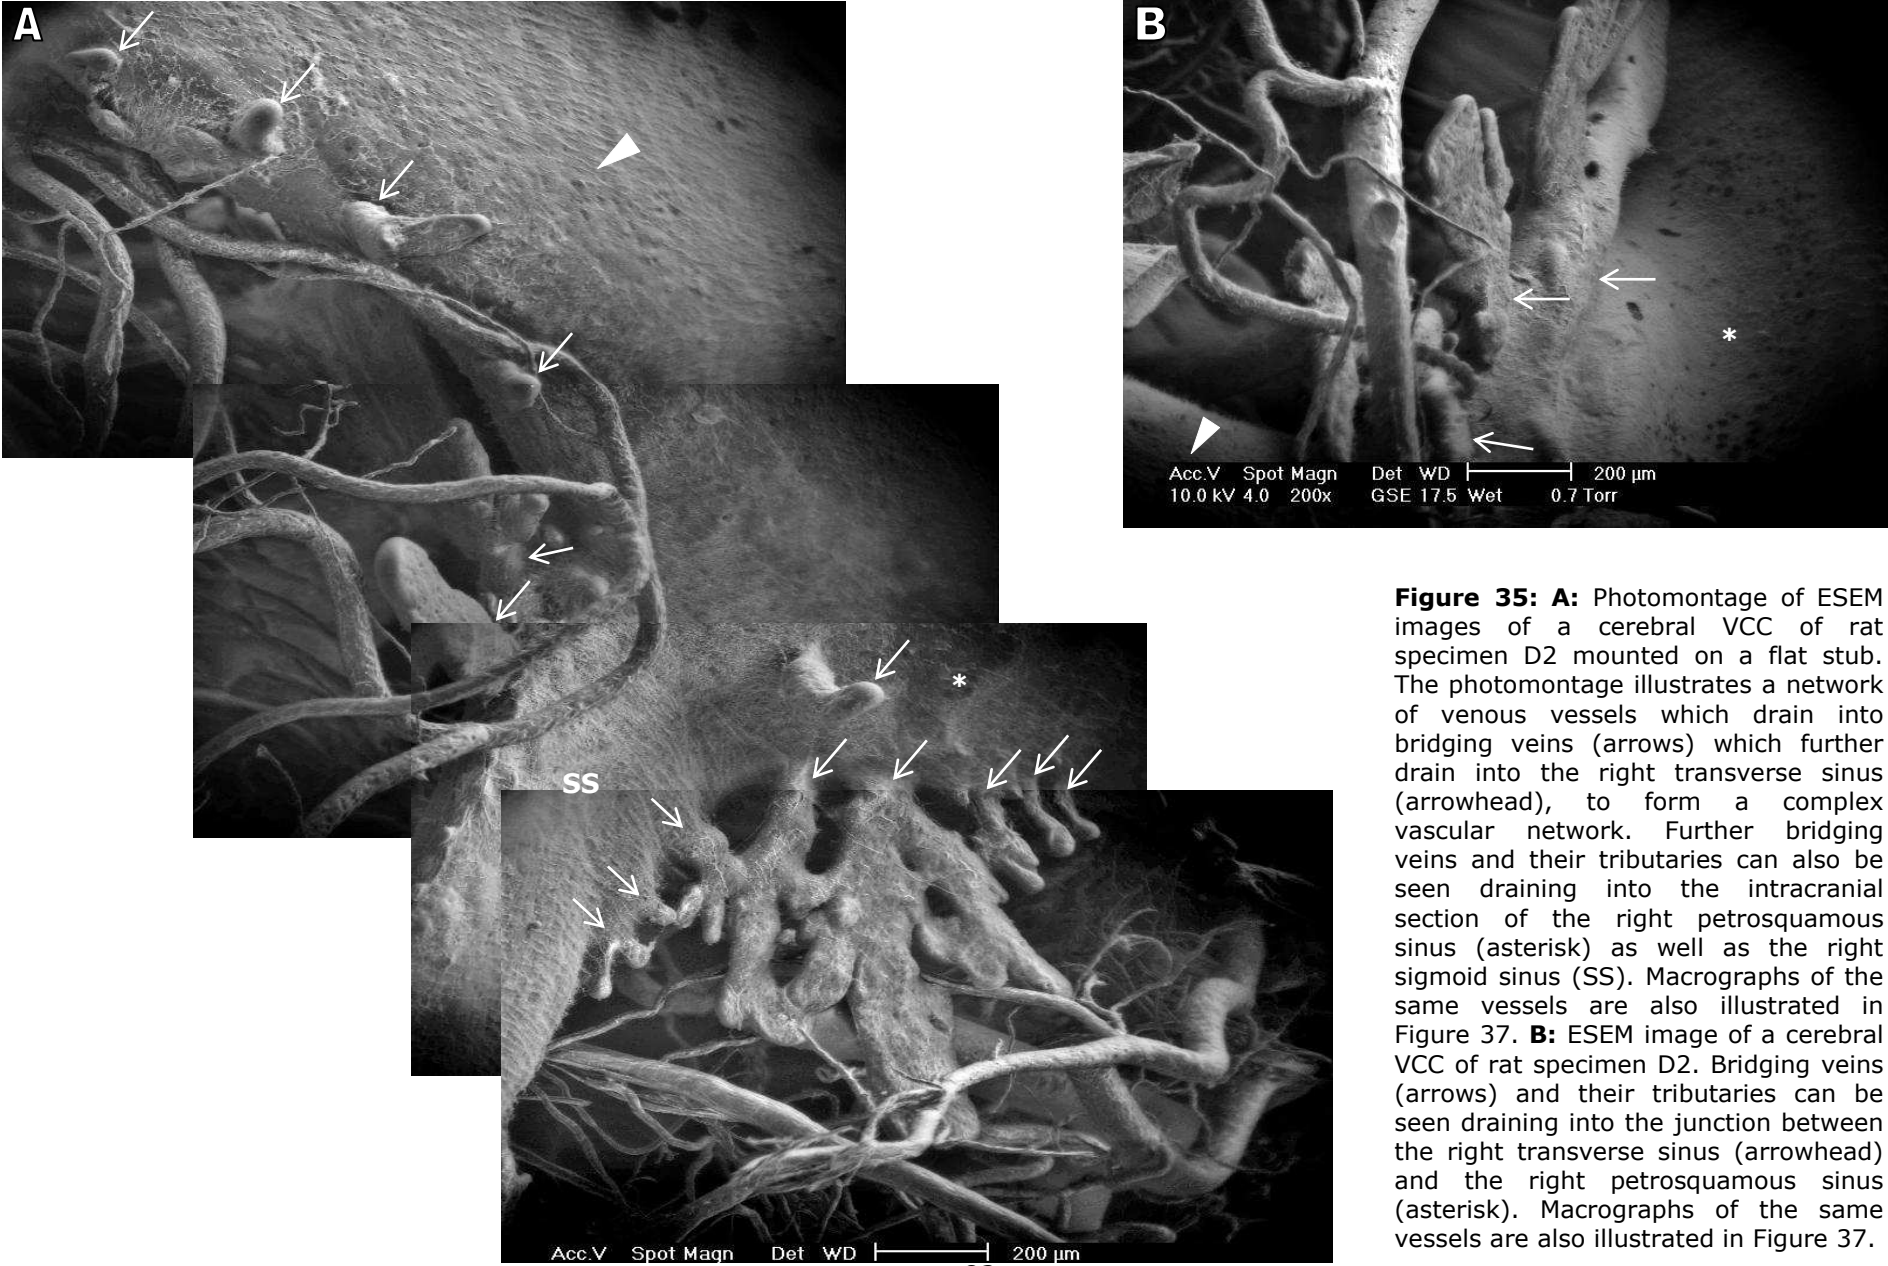 A
B
*
Acc.V Spot Magn Det WD 200 µm
10.0 kV 4.0 200x GSE 17.5 Wet 0.7 Torr
*
SS
Acc.V Spot Magn Det WD 200 µm
Figure 35: A: Photomontage of ESEM
images of a cerebral VCC of rat
specimen D2 mounted on a flat stub.
The photomontage illustrates a network
of venous vessels which drain into
bridging veins (arrows) which further
drain into the right transverse sinus
(arrowhead), to form a complex
vascular network. Further bridging
veins and their tributaries can also be
seen draining into the intracranial
section of the right petrosquamous
sinus (asterisk) as well as the right
sigmoid sinus (SS). Macrographs of the
same vessels are also illustrated in
Figure 37. B: ESEM image of a cerebral
VCC of rat specimen D2. Bridging veins
(arrows) and their tributaries can be
seen draining into the junction between
the right transverse sinus (arrowhead)
and the right petrosquamous sinus
(asterisk). Macrographs of the same
vessels are also illustrated in Figure 37.